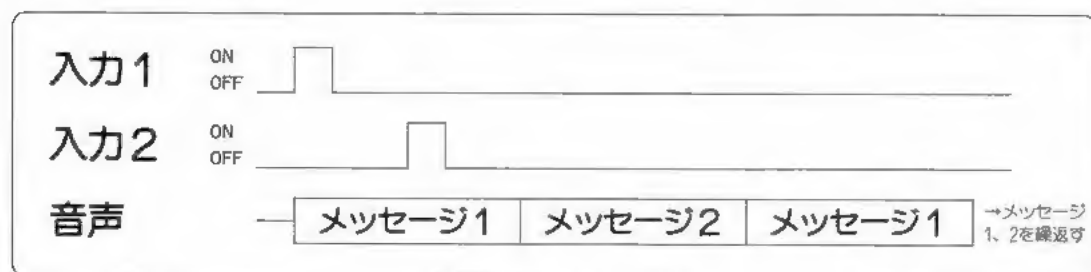 入力1
ON
OFF
入力2
ON
OFF
音声
メッセージ1
メッセージ2
メッセージ1
→メッセージ
1、2を繰返す